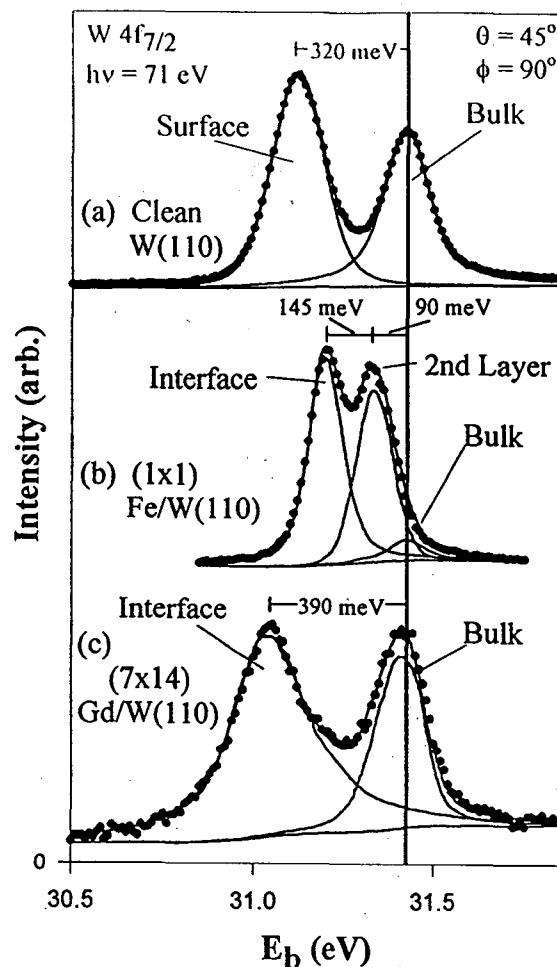 W 4f7/2
hν = 71 eV
320 meV
θ = 45°
ϕ = 90°
Surface
Bulk
(a) Clean
W(110)
145 meV
90 meV
Interface
2nd Layer
Bulk
(b) (1x1)
Fe/W(110)
Interface
390 meV
Bulk
(c)
(7x14)
Gd/W(110)
Intensity (arb.)
0
30.5
31.0
31.5
Eb (eV)